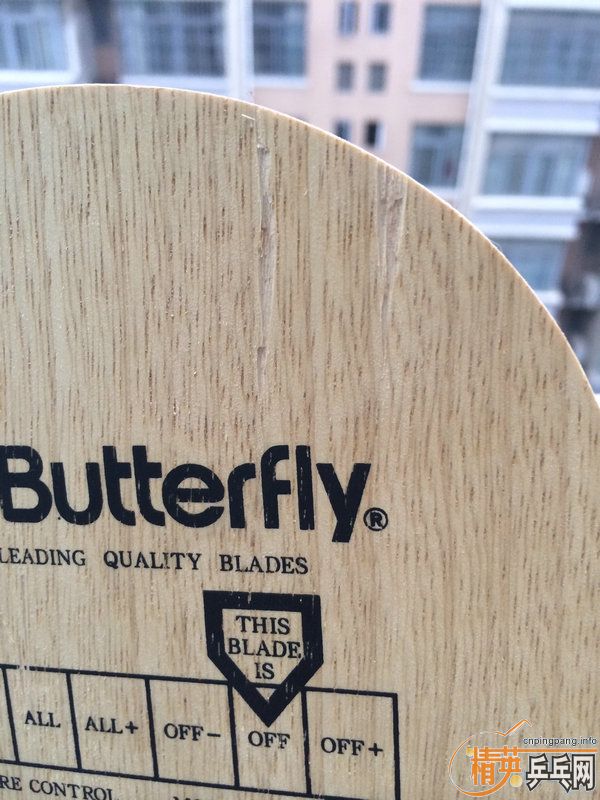 Butterfly®
LEADING QUALITY BLADES
THIS
BLADE
IS
ALL ALL+ OFF- OFF OFF+
CONTROL
cnpingpang.info
精英乒乓网